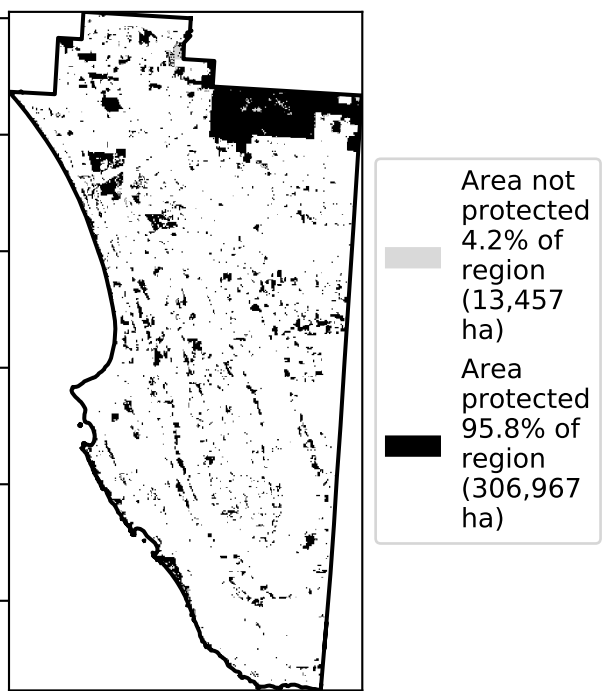 Area not
protected
4.2% of
region
(13,457
ha)
Area
protected
95.8% of
region
(306,967
ha)